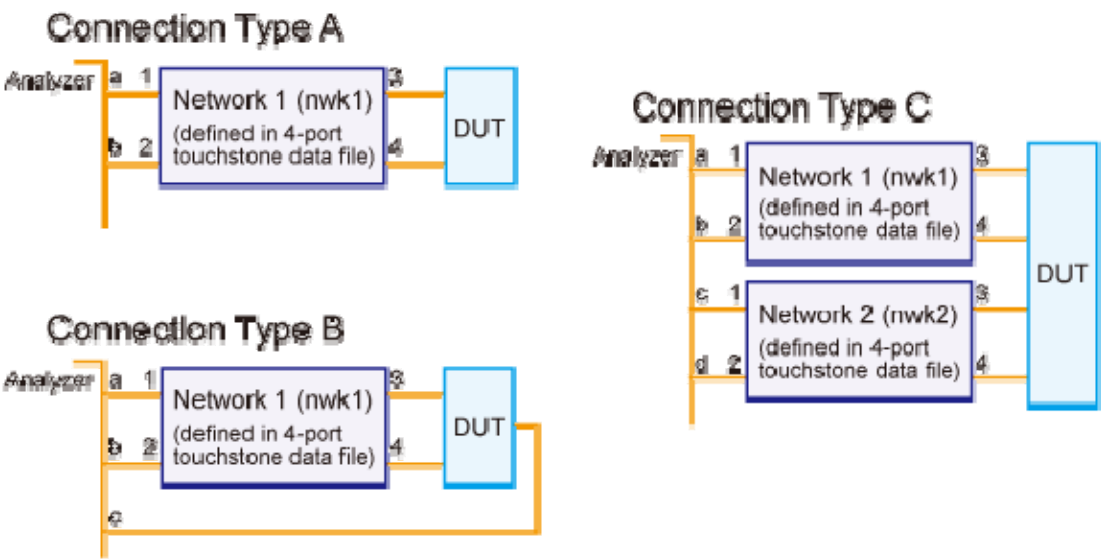 Connection Type A
Analyzer a 1 3
Network 1 (nwk1)
DUT
(defined in 4-port
b 2 touchstone data file) 4
Connection Type B
Analyzer a 1 3
Network 1 (nwk1)
DUT
(defined in 4-port
b 2 touchstone data file) 4
c
Connection Type C
Analyzer a 1 3
Network 1 (nwk1)
(defined in 4-port
b 2 touchstone data file) 4
DUT
c 1 3
Network 2 (nwk2)
(defined in 4-port
d 2 touchstone data file) 4